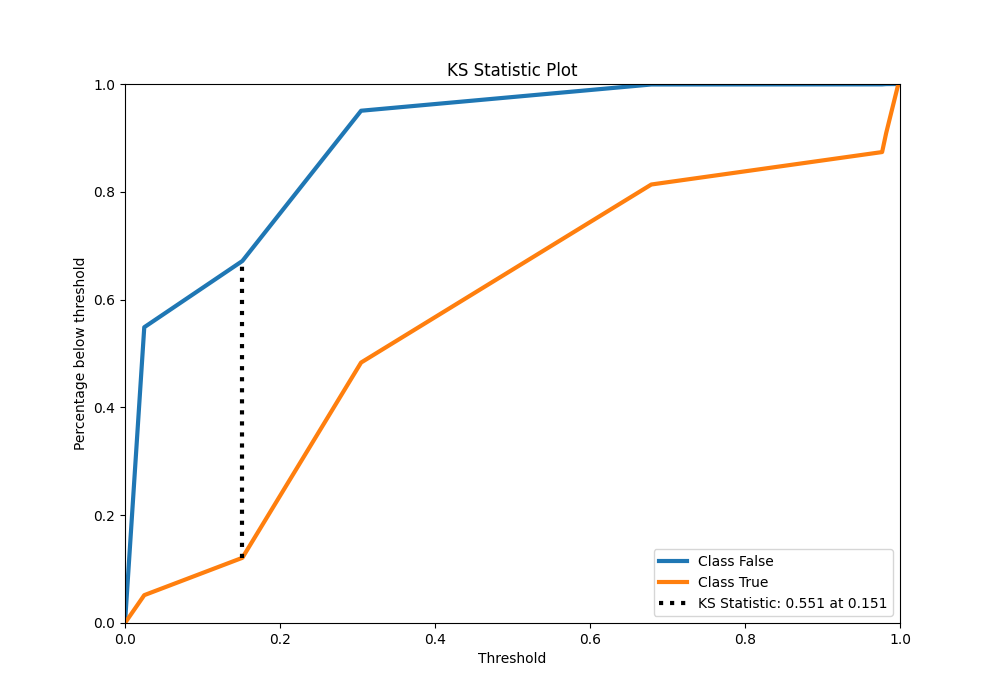 KS Statistic Plot
1.0
0.8
0.6
0.4
0.2
0.0
Percentage below threshold
0.0 0.2 0.4 0.6 0.8 1.0
Threshold
Class False
Class True
KS Statistic: 0.551 at 0.151